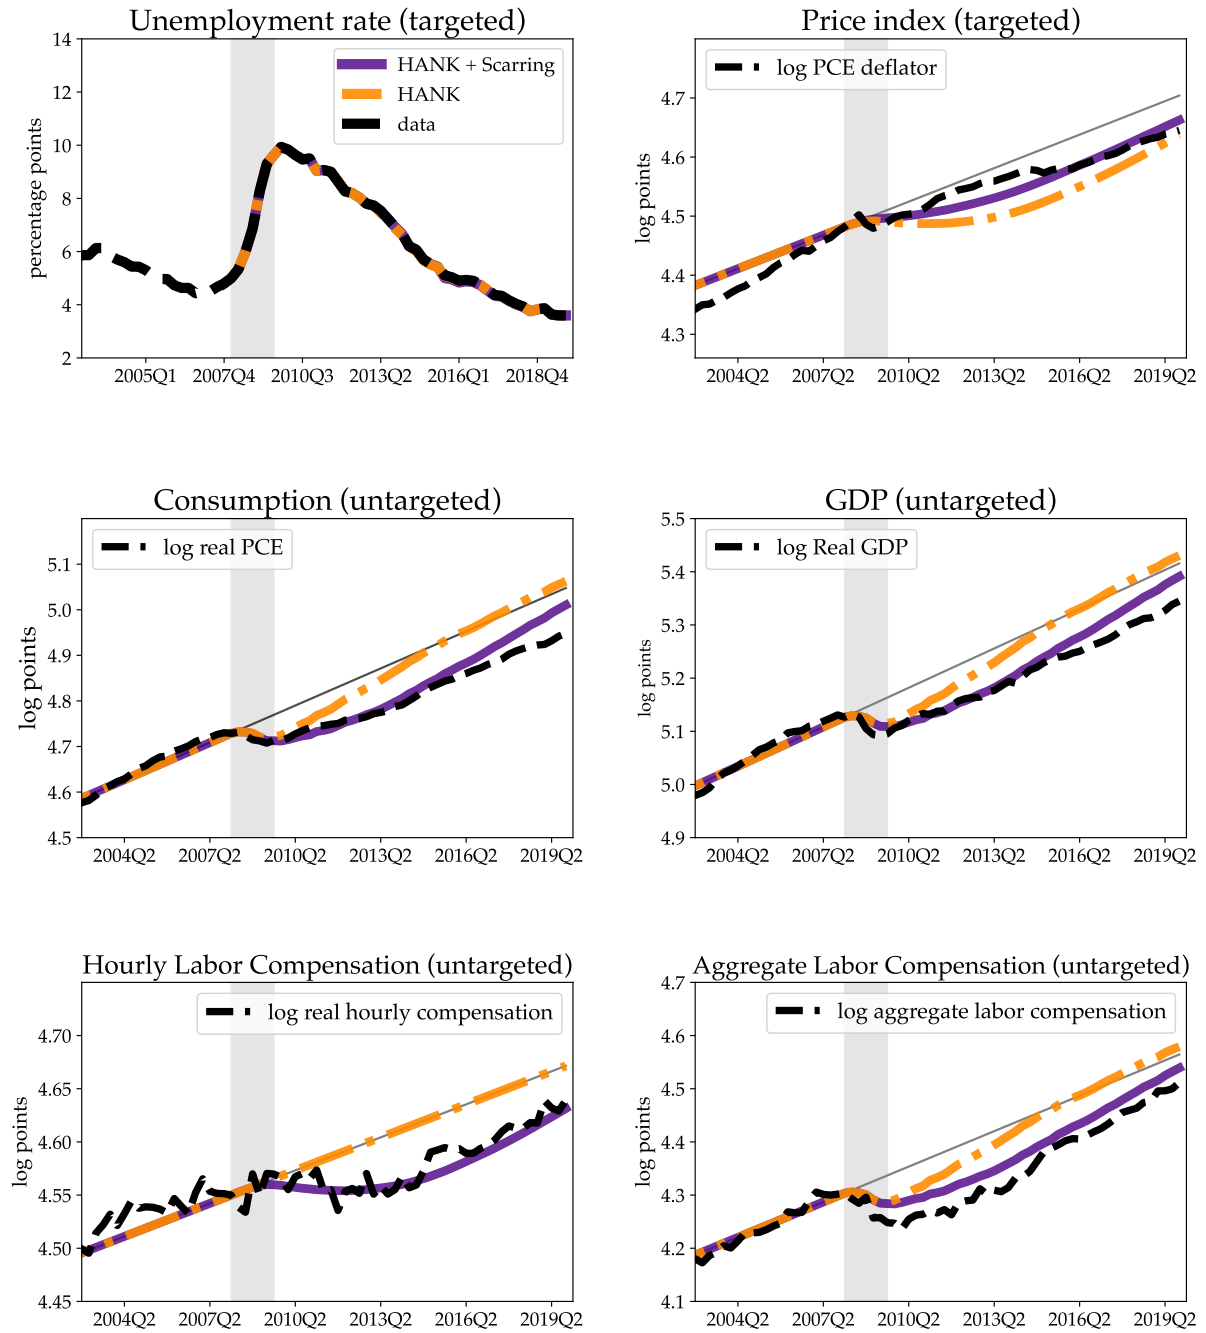 Unemployment rate (targeted)
14
12
10
8
6
4
2
percentage points
HANK + Scarring
HANK
data
2005Q1 2007Q4 2010Q3 2013Q2 2016Q1 2018Q4
Price index (targeted)
4.7
4.6
4.5
4.4
4.3
log points
log PCE deflator
2004Q2 2007Q2 2010Q2 2013Q2 2016Q2 2019Q2
Consumption (untargeted)
5.1
5.0
4.9
4.8
4.7
4.6
4.5
log points
log real PCE
2004Q2 2007Q2 2010Q2 2013Q2 2016Q2 2019Q2
GDP (untargeted)
5.5
5.4
5.3
5.2
5.1
5.0
4.9
log points
log Real GDP
2004Q2 2007Q2 2010Q2 2013Q2 2016Q2 2019Q2
Hourly Labor Compensation (untargeted)
4.70
4.65
4.60
4.55
4.50
4.45
log points
log real hourly compensation
2004Q2 2007Q2 2010Q2 2013Q2 2016Q2 2019Q2
Aggregate Labor Compensation (untargeted)
4.7
4.6
4.5
4.4
4.3
4.2
4.1
log points
log aggregate labor compensation
2004Q2 2007Q2 2010Q2 2013Q2 2016Q2 2019Q2